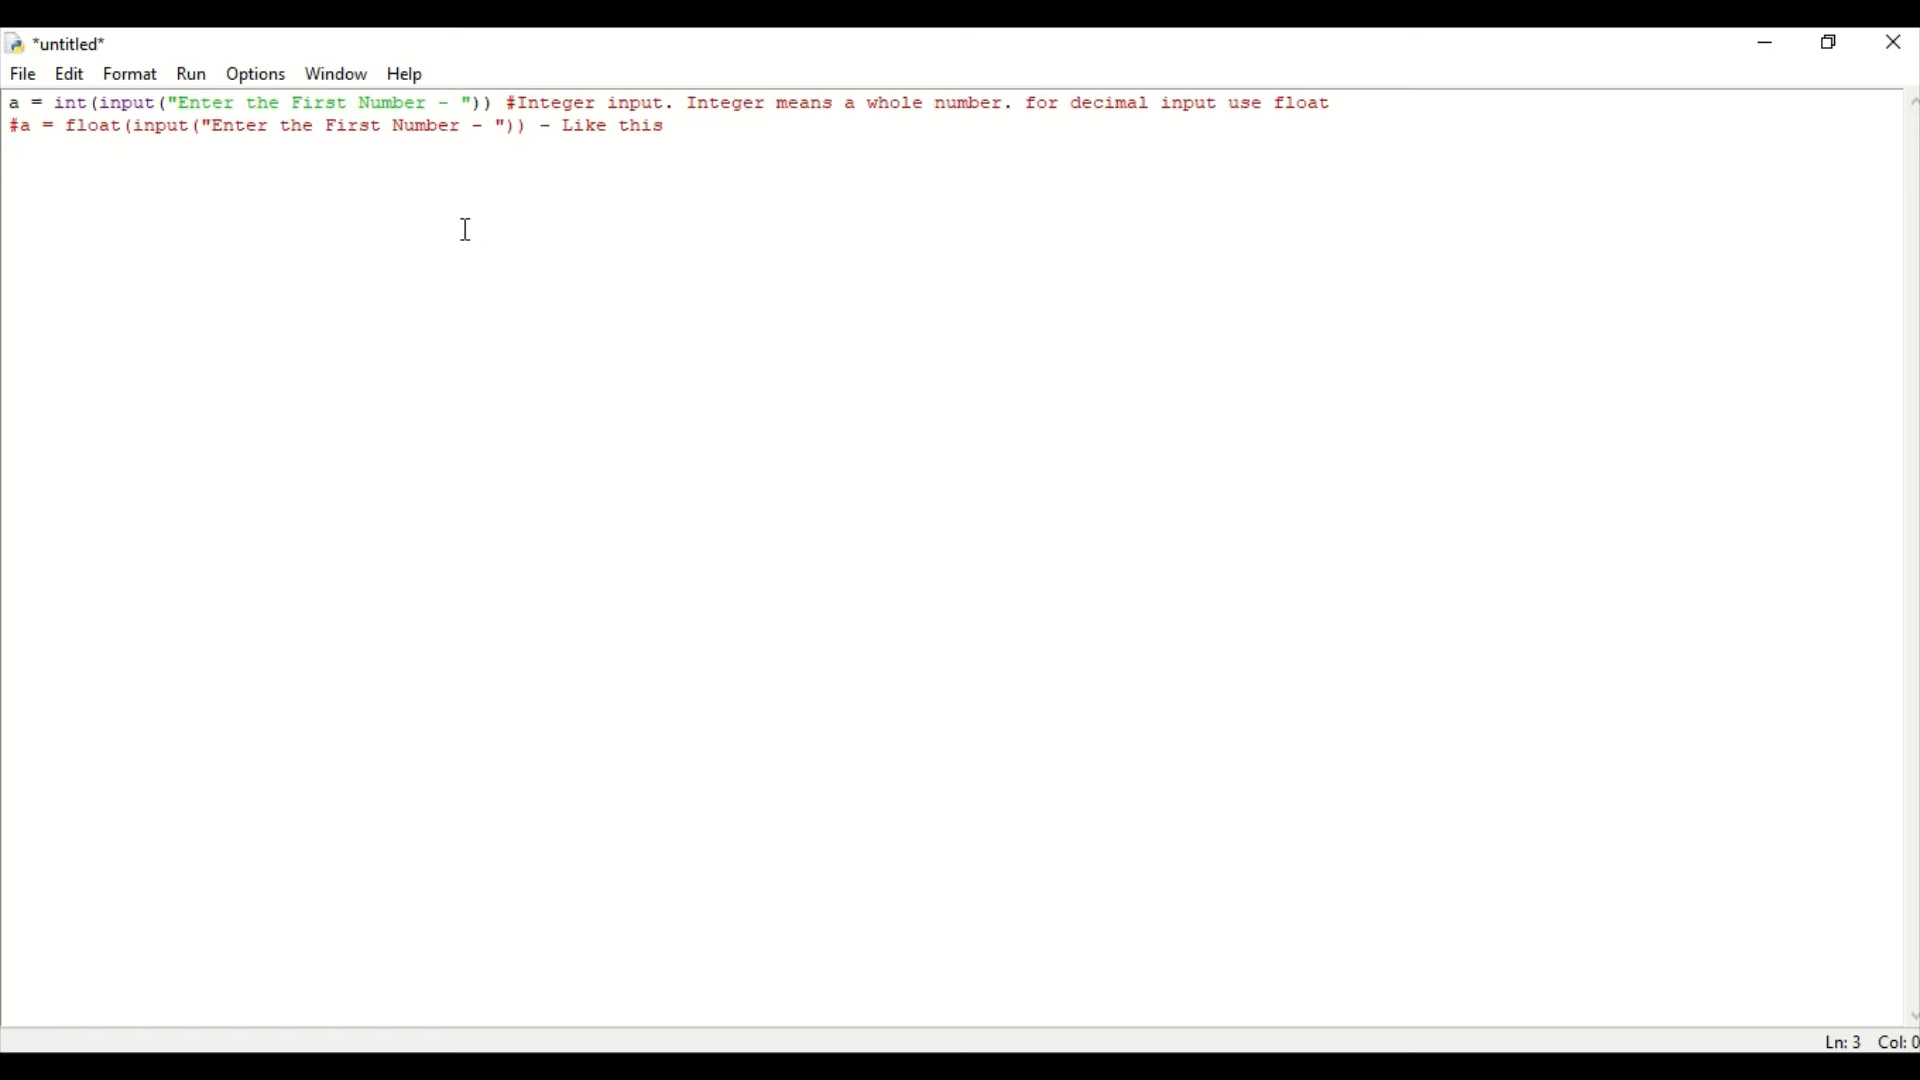 *untitled*
File Edit Format Run Options Window Help
a = int(input("Enter the First Number - ")) #Integer input. Integer means a whole number. for decimal input use float
#a = float(input("Enter the First Number - ")) - Like this
Ln: 3 Col: 0